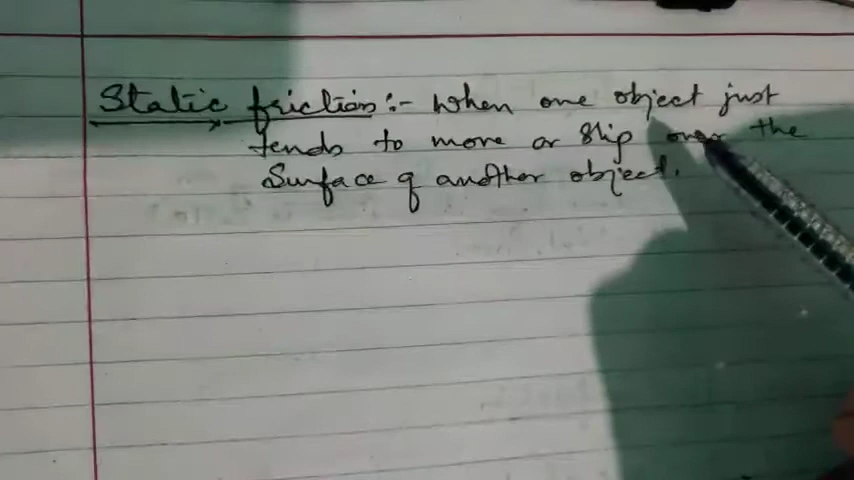 Static friction :- When one object just
tends to move or slip over the
Surface of another object.